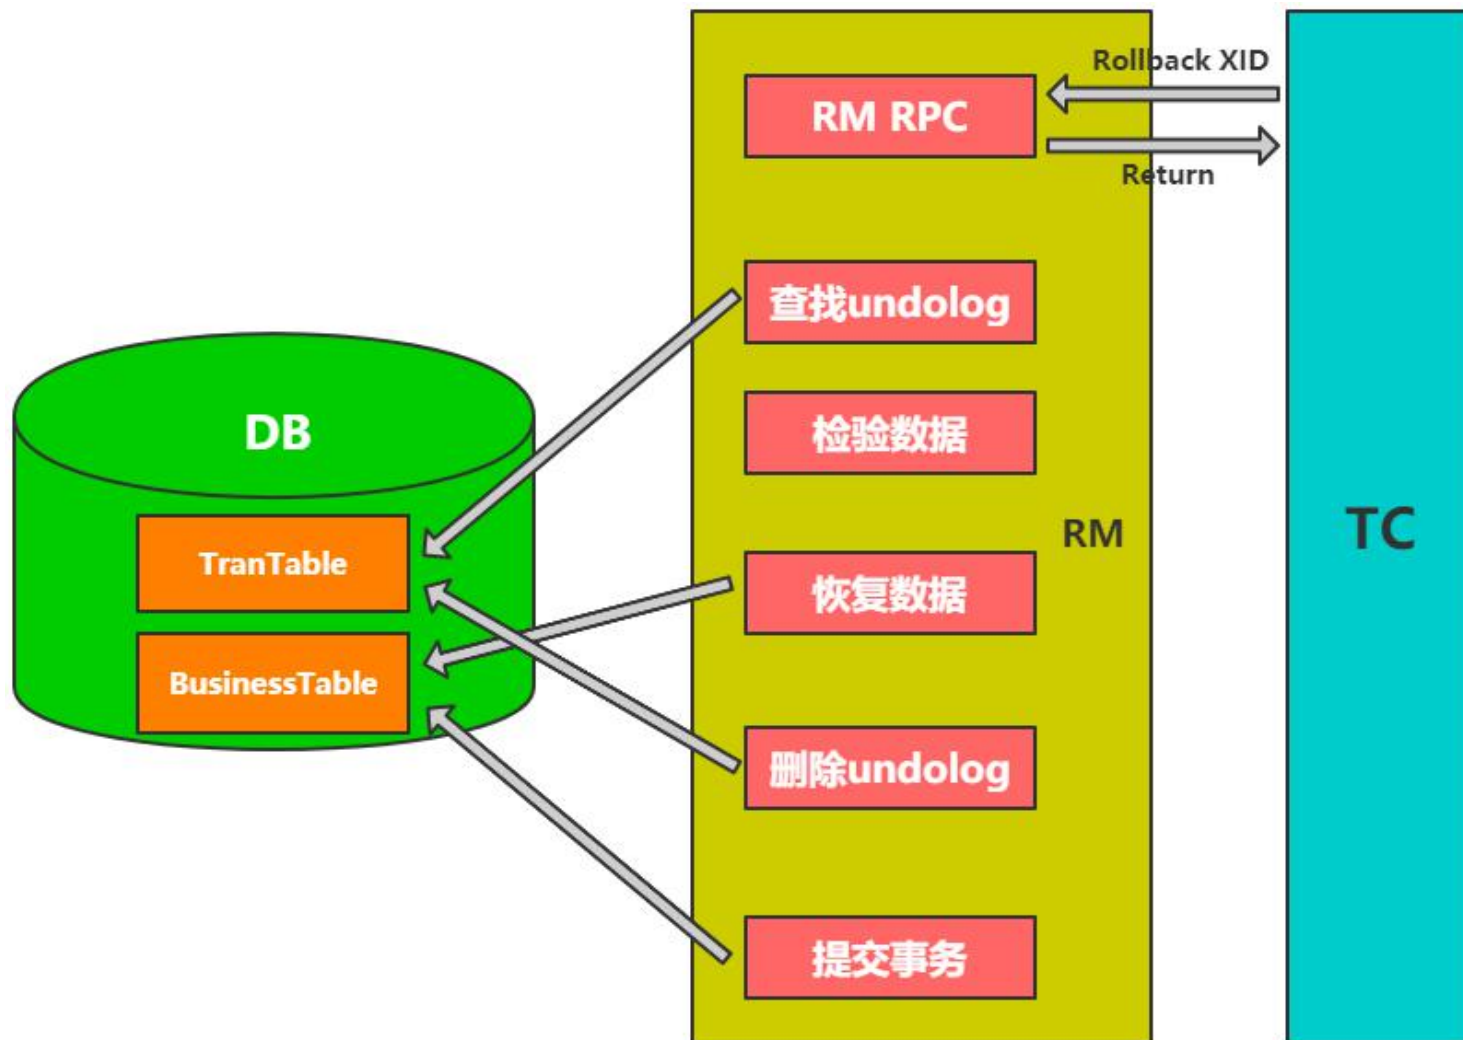 Rollback XID
RM RPC
Return
查找undolog
检验数据
DB
RM
TC
TranTable
恢复数据
BusinessTable
删除undolog
提交事务